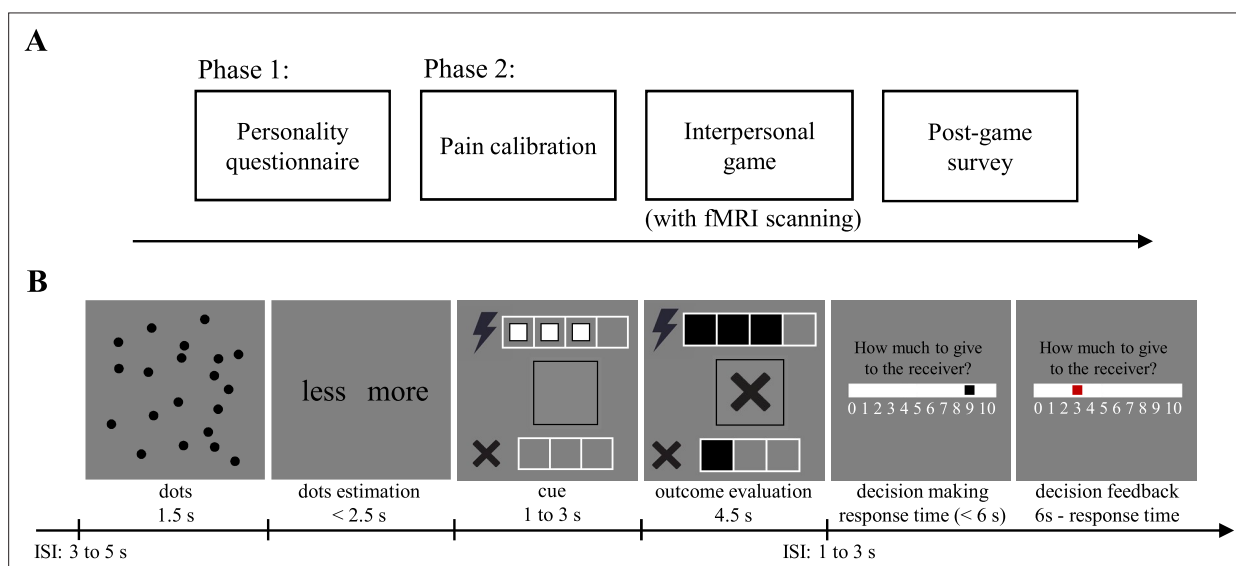 A
Phase 1:
Phase 2:
Personality
questionnaire
Pain calibration
Interpersonal
game
Post-game
survey
(with fMRI scanning)
B
less more
How much to give
to the receiver?
0 1 2 3 4 5 6 7 8 9 10
How much to give
to the receiver?
0 1 2 3 4 5 6 7 8 9 10
dots
1.5 s
dots estimation
< 2.5 s
cue
1 to 3 s
outcome evaluation
4.5 s
decision making
response time (< 6 s)
decision feedback
6s - response time
ISI: 3 to 5 s
ISI: 1 to 3 s